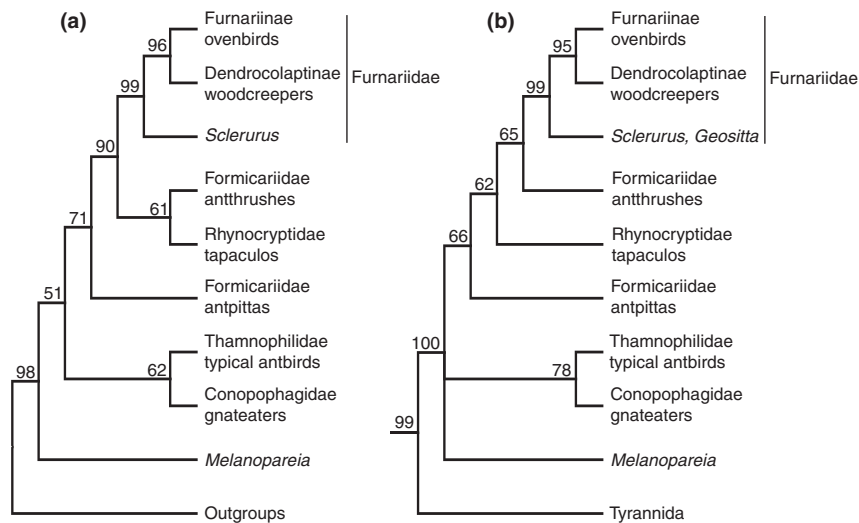 (a)
96
99
90
61
71
51
62
98
Furnariinae
ovenbirds
Dendrocolaptinae
woodcreepers
Sclerurus
Furnariidae
Formicariidae
antthrushes
Rhynocryptidae
tapaculos
Formicariidae
antpittas
Thamnophilidae
typical antbirds
Conopophagidae
gnateaters
Melanopareia
Outgroups
(b)
95
99
65
62
66
100
78
99
Furnariinae
ovenbirds
Dendrocolaptinae
woodcreepers
Sclerurus, Geositta
Furnariidae
Formicariidae
antthrushes
Rhynocryptidae
tapaculos
Formicariidae
antpittas
Thamnophilidae
typical antbirds
Conopophagidae
gnateaters
Melanopareia
Tyrannida